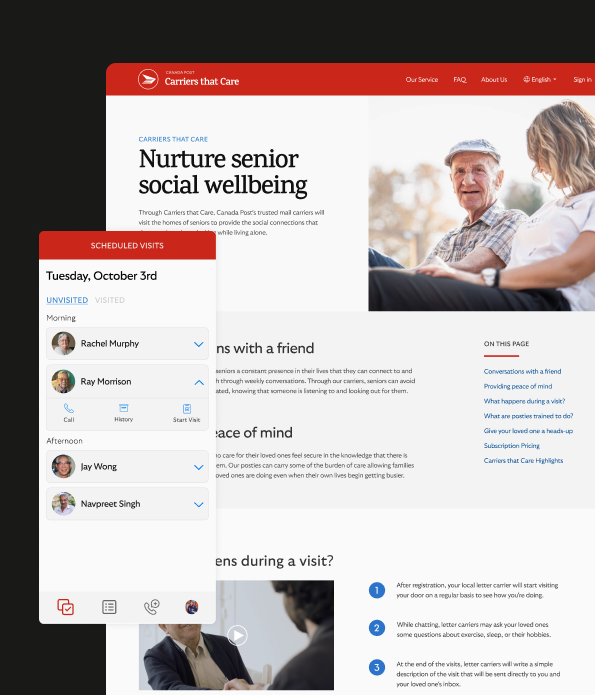 CANADA POST
Carriers that Care
Our Service
FAQ
About Us
English
Sign in
CARRIERS THAT CARE
Nurture senior
social wellbeing
Through Carriers that Care, Canada Post's trusted mail carriers will
visit the homes of seniors to provide the social connections that
while living alone.
SCHEDULED VISITS
Tuesday, October 3rd
UNVISITED VISITED
Morning
Rachel Murphy
Ray Morrison
Call
History
Start Visit
Afternoon
Jay Wong
Navpreet Singh
ns with a friend
seniors a constant presence in their lives that they can connect to and
h through weekly conversations. Through our carriers, seniors can avoid
ated, knowing that someone is listening to and looking out for them.
eace of mind
o care for their loved ones feel secure in the knowledge that there is
em. Our posties can carry some of the burden of care allowing families
oved ones are doing even when their own lives begin getting busier.
ON THIS PAGE
Conversations with a friend
Providing peace of mind
What happens during a visit?
What are posties trained to do?
Give your loved one a heads-up
Subscription Pricing
Carriers that Care Highlights
ens during a visit?
1
After registration, your local letter carrier will start visiting
your door on a regular basis to see how you're doing.
2
While chatting, letter carriers may ask your loved ones
some questions about exercise, sleep, or their hobbies.
3
At the end of the visits, letter carriers will write a simple
description of the visit that will be sent directly to you and
your loved one's inbox.